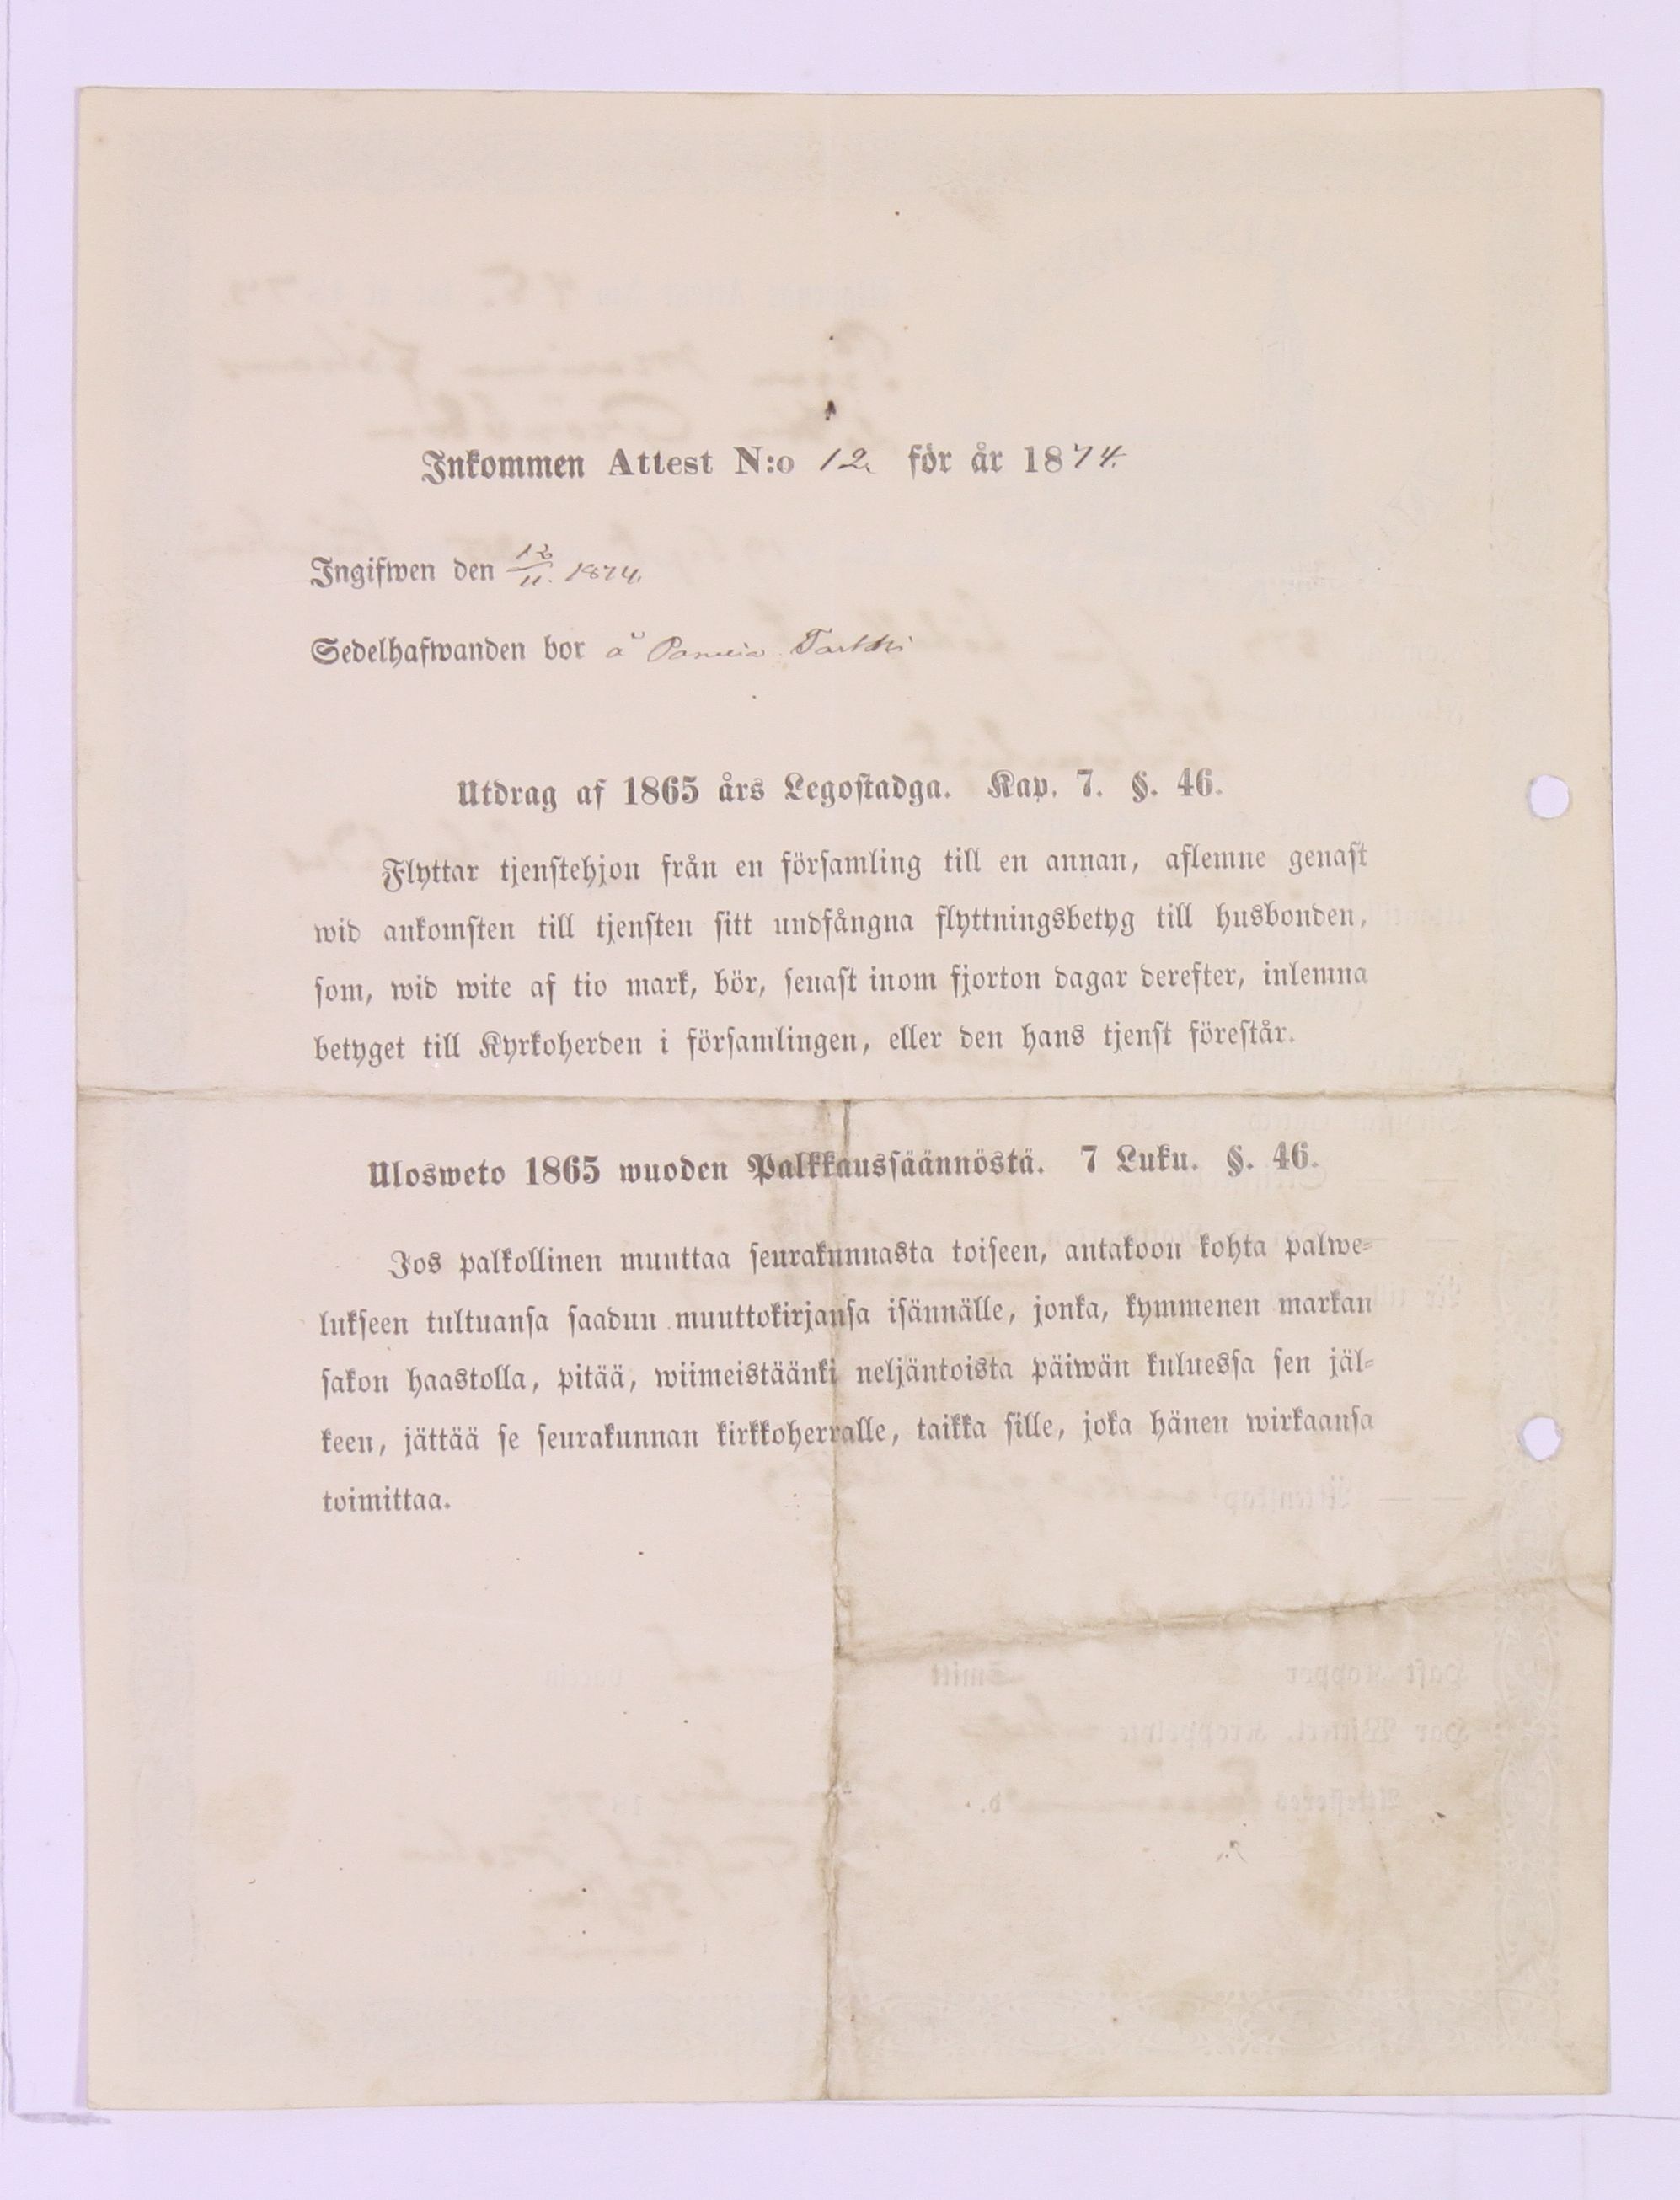 Inkommen Attest N:o 12. för år 1874.
Ingifwen den 12/11. 1874.
Sedelhafwanden bor å Panelia
Utdrag af 1865 års Legostadga. Kap. 7. §. 46.
Flyttar tjenstehjon från en församling till en annan, aflemne genast
wid ankomsten till tjensten sitt undfångna flyttningsbetyg till husbonden,
som, wid wite af tio mark, bör, senast inom fjorton dagar derefter, inlemna
betyget till Kyrkoherden i församlingen, eller den hans tjenst förestår.
Ulosweto 1865 wuoden Palkkaussäännöstä. 7 Luku. §. 46.
Jos palkollinen muuttaa seurakunnasta toiseen, antakoon kohta palwe-
lukseen tultuansa saadun muuttokirjansa isännälle, jonka, kymmenen markan
sakon haastolla, pitää, wiimeistäänki neljäntoista päiwän kuluessa sen jäl-
keen, jättää se seurakunnan kirkkoherralle, taikka sille, joka hänen wirkaansa
toimittaa.